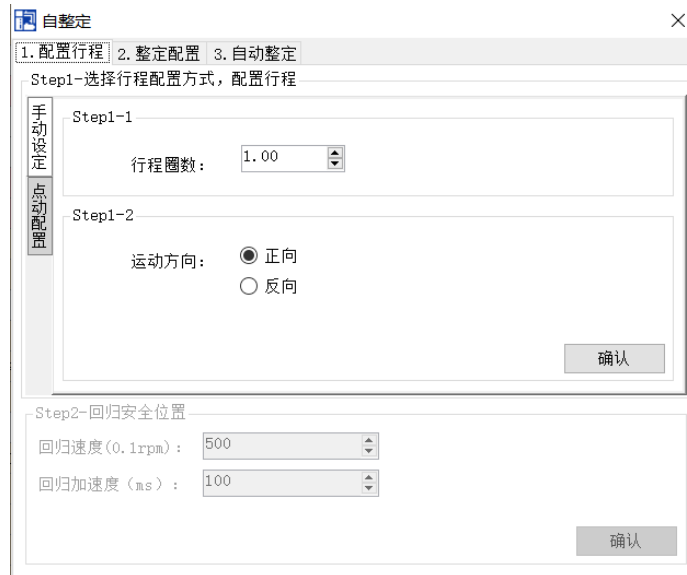 自整定
1.配置行程 2.整定配置 3.自动整定
Step1-选择行程配置方式，配置行程
手动设定
点动配置
Step1-1
行程圈数： 1.00
Step1-2
运动方向： 正向
反向
确认
Step2-回归安全位置
回归速度(0.1rpm)： 500
回归加速度（ms）： 100
确认